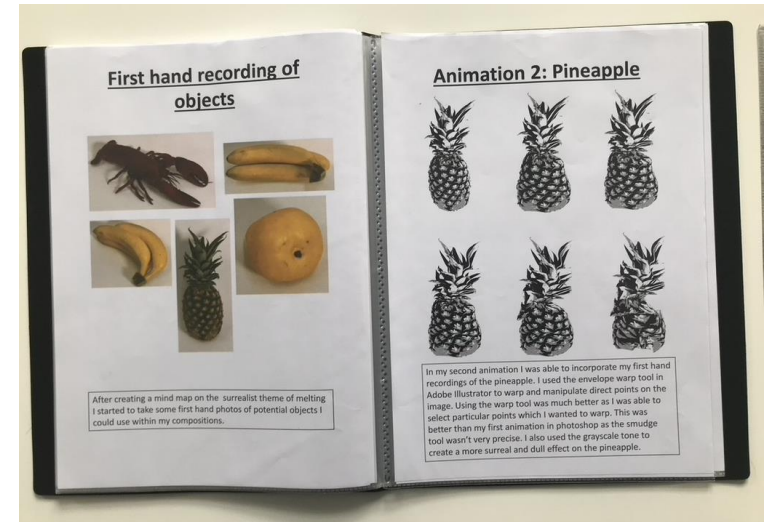 First hand recording of
objects
After creating a mind map on the surrealist theme of melting
I started to take some first hand photos of potential objects I
could use within my compositions.
Animation 2: Pineapple
In my second animation I was able to incorporate my first hand
recordings of the pineapple. I used the envelope warp tool in
Adobe Illustrator to warp and manipulate direct points on the
image. Using the warp tool was much better as I was able to
select particular points which I wanted to warp. This was
better than my first animation in photoshop as the smudge
tool wasn't very precise. I also used the grayscale tone to
create a more surreal and dull effect on the pineapple.